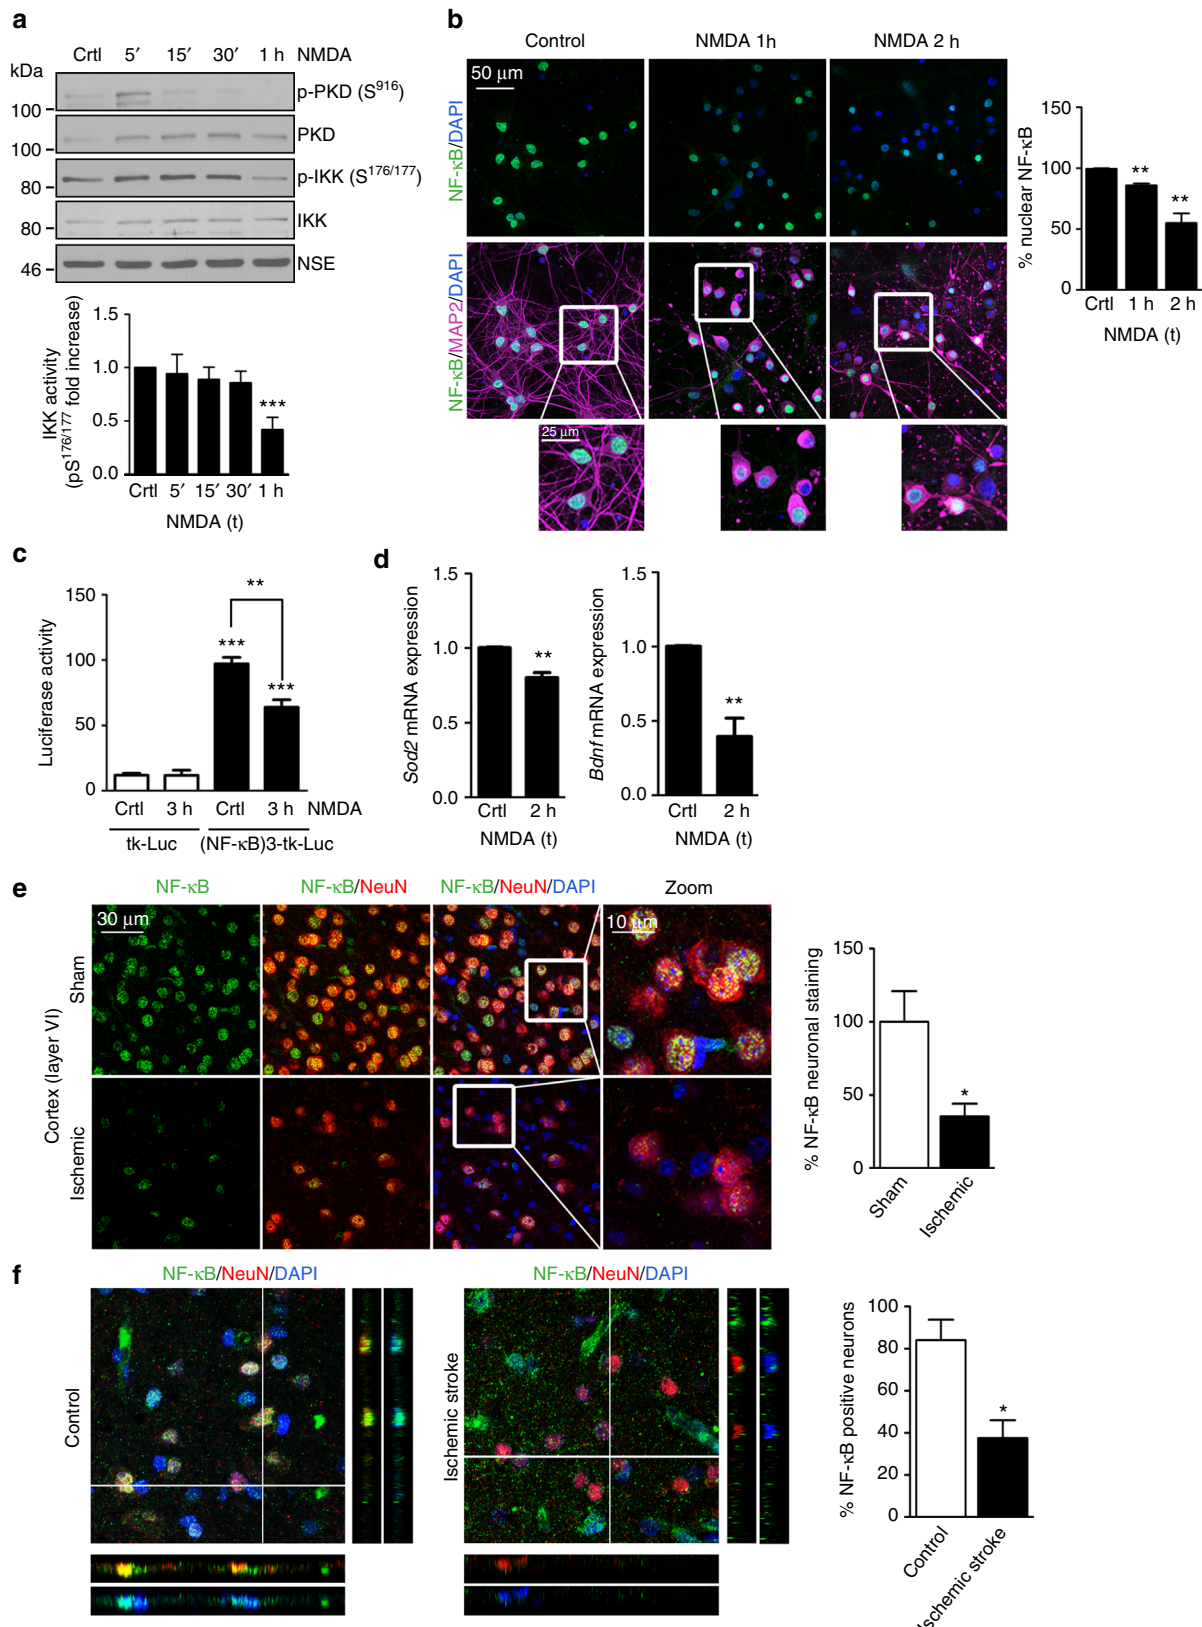 a
Crtl 5′ 15′ 30′ 1 h NMDA
kDa
100
p-PKD (S916)
100
PKD
80
p-IKK (S176/177)
80
IKK
46
NSE
IKK activity
(pS176/177 fold increase)
1.5
1.0
0.5
0.0
***
Crtl 5′ 15′ 30′ 1 h
NMDA (t)
b
Control NMDA 1h NMDA 2 h
50 µm
NF-κB/DAPI
NF-κB/MAP2/DAPI
25 µm
% nuclear NF-κB
150
100
50
0
**
**
Crtl 1 h 2 h
NMDA (t)
c
Luciferase activity
150
100
50
0
**
***
***
Crtl 3 h Crtl 3 h NMDA
tk-Luc (NF-κB)3-tk-Luc
d
Sod2 mRNA expression
1.5
1.0
0.5
0.0
**
Crtl 2 h
NMDA (t)
Bdnf mRNA expression
1.5
1.0
0.5
0.0
**
Crtl 2 h
NMDA (t)
e
NF-κB NF-κB/NeuN NF-κB/NeuN/DAPI Zoom
30 µm
10 µm
Cortex (layer VI)
Sham
Ischemic
% NF-κB neuronal staining
150
100
50
0
*
Sham
Ischemic
f
NF-κB/NeuN/DAPI
Control
NF-κB/NeuN/DAPI
Ischemic stroke
% NF-κB positive neurons
100
80
60
40
20
0
*
Control
Ischemic stroke